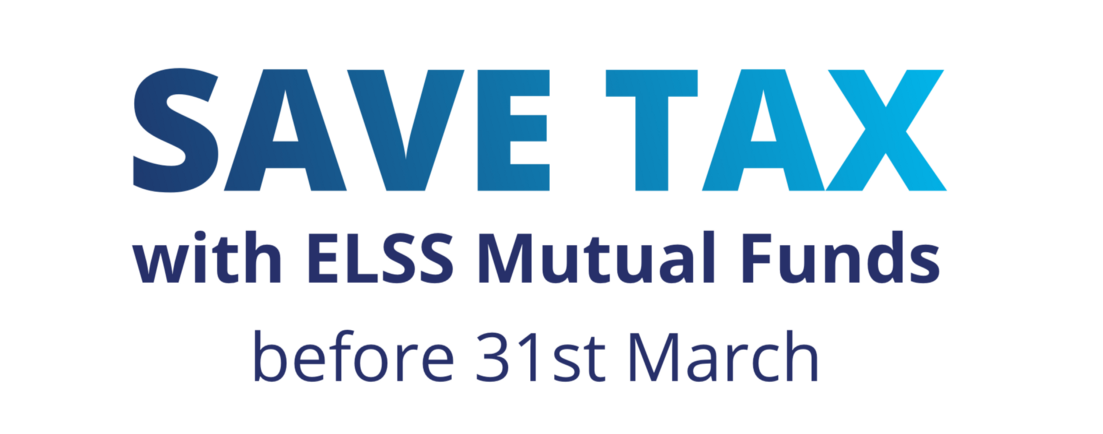 SAVE TAX
with ELSS Mutual Funds
before 31st March